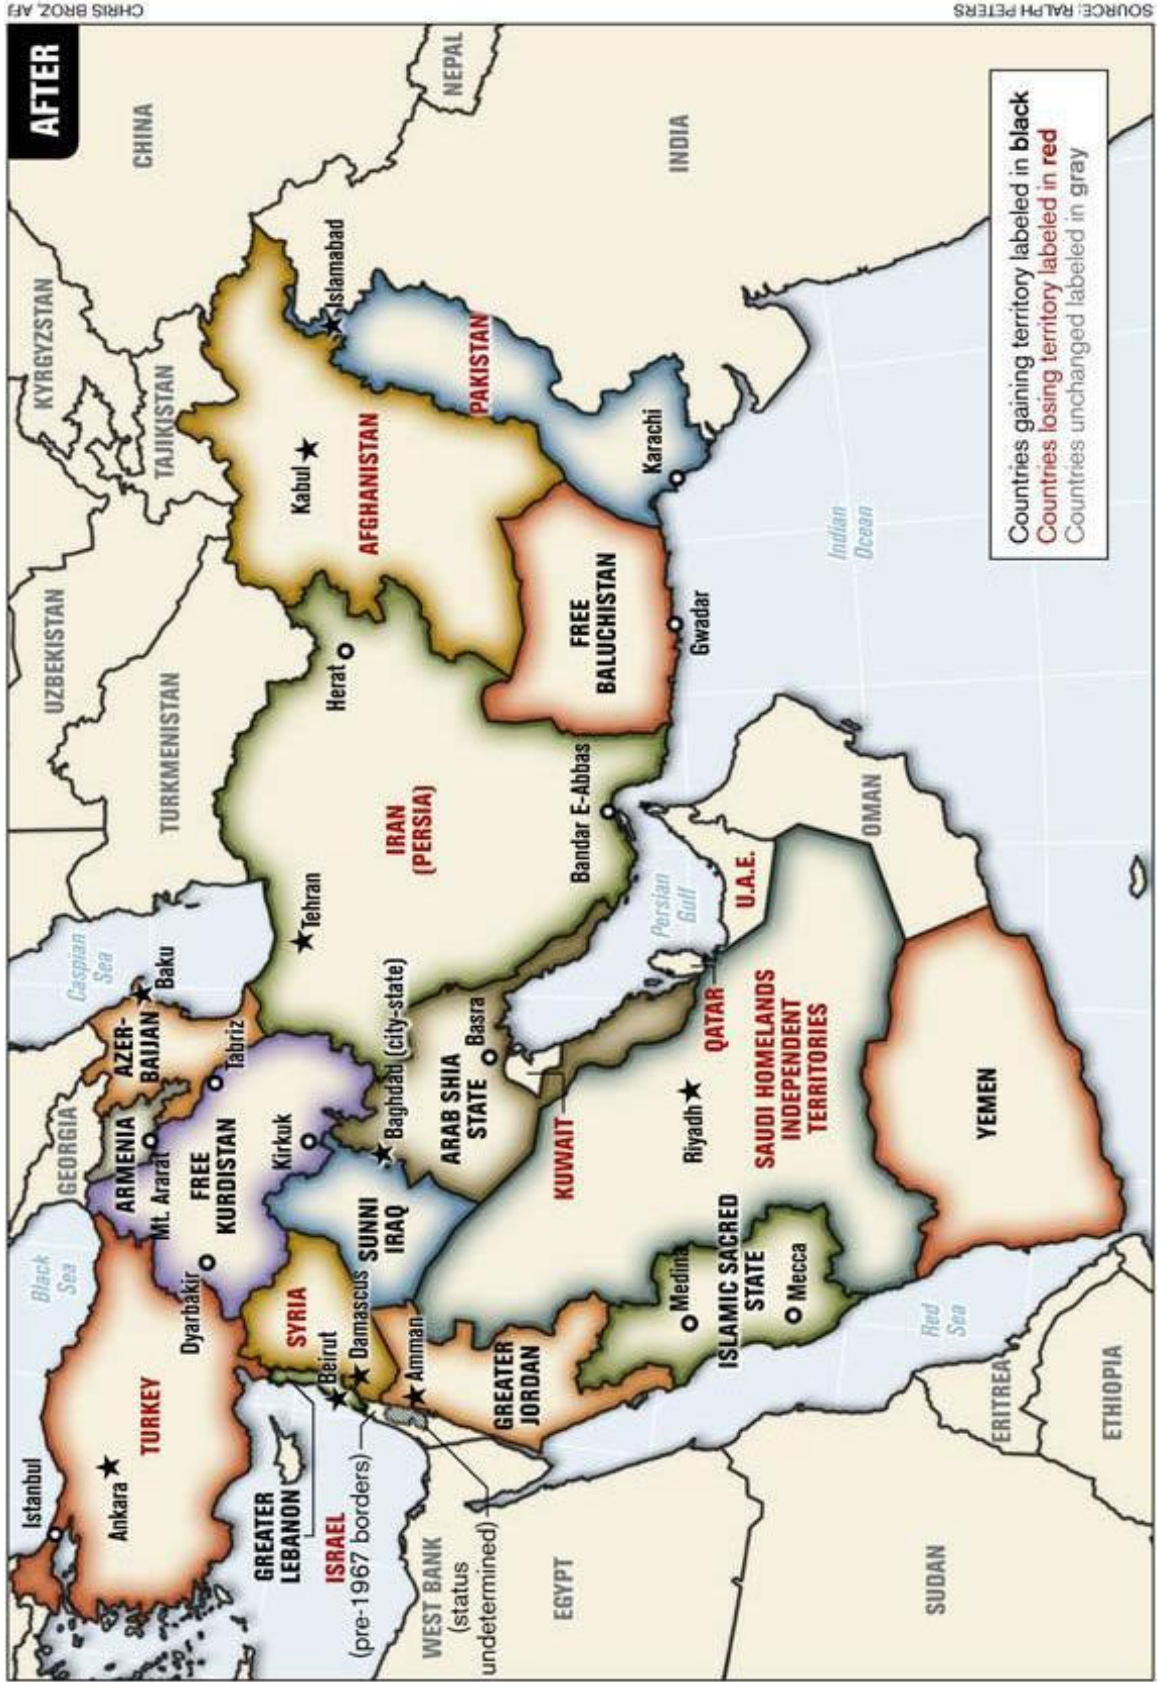 AFTER
CHINA
NEPAL
INDIA
KYRGYZSTAN
TAJIKISTAN
UZBEKISTAN
TURKMENISTAN
Caspian
Sea
Black
Sea
GEORGIA
Istanbul
Ankara
TURKEY
ARMENIA
AZER-
BAIJAN
Baku
Mt. Ararat
Tabriz
Dyarbakir
FREE
KURDISTAN
Kirkuk
Tehran
Herat
Kabul
Islamabad
AFGHANISTAN
PAKISTAN
IRAN
(PERSIA)
SYRIA
Beirut
Damascus
SUNNI
IRAQ
Baghdad (city-state)
GREATER
LEBANON
ISRAEL
(pre-1967 borders)
WEST BANK
(status
undetermined)
Amman
GREATER
JORDAN
ARAB SHIA
STATE
Basra
KUWAIT
Bandar E-Abbas
FREE
BALUCHISTAN
Gwadar
Karachi
Persian
Gulf
QATAR
U.A.E.
Riyadh
SAUDI HOMELANDS
INDEPENDENT
TERRITORIES
Medina
ISLAMIC SACRED
STATE
Mecca
OMAN
YEMEN
Indian
Ocean
Red
Sea
EGYPT
SUDAN
ERITREA
ETHIOPIA
Countries gaining territory labeled in black
Countries losing territory labeled in red
Countries unchanged labeled in gray
SOURCE: RALPH PETERS
CHRIS BROZ, AFJ